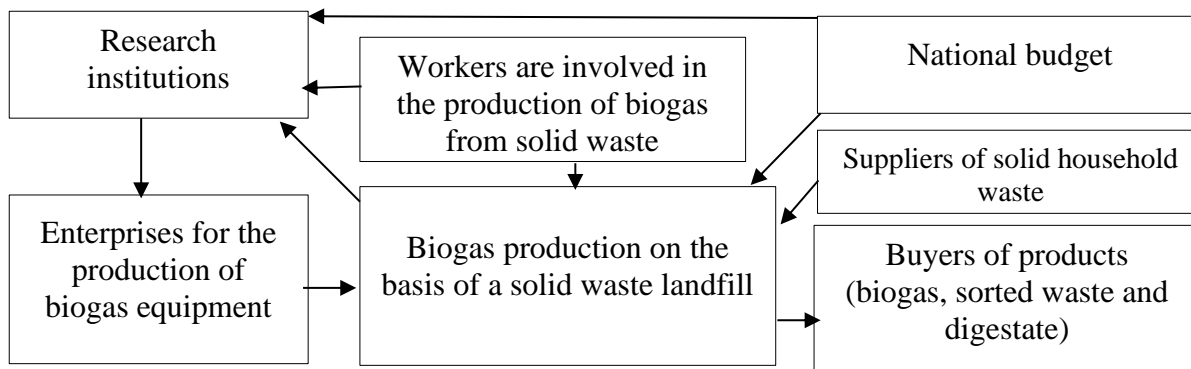 Research
institutions
Workers are involved in
the production of biogas
from solid waste
National budget
Suppliers of solid household
waste
Enterprises for the
production of
biogas equipment
Biogas production on the
basis of a solid waste landfill
Buyers of products
(biogas, sorted waste and
digestate)